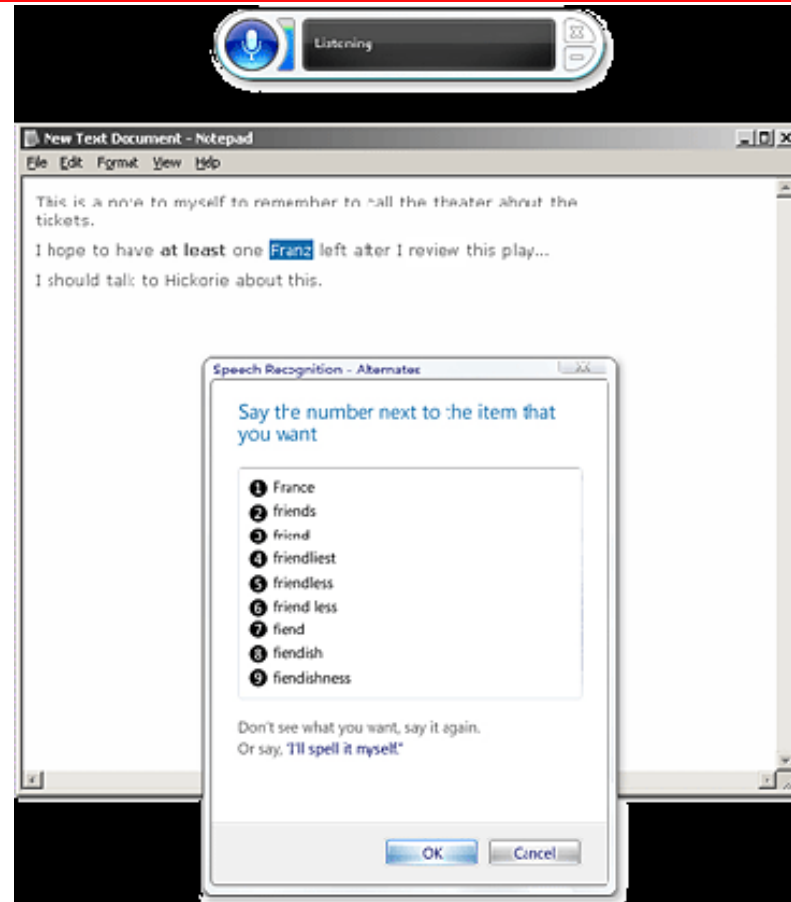 Listening
New Text Document - Notepad
File Edit Format View Help
This is a note to myself to remember to call the theater about the
tickets.
I hope to have at least one Franz left after I review this play...
I should talk to Hickorie about this.
Speech Recognition - Alternates
Say the number next to the item that
you want
1 France
2 friends
3 friend
4 friendliest
5 friendless
6 friend less
7 fiend
8 fiendish
9 fiendishness
Don't see what you want, say it again.
Or say, "I'll spell it myself."
OK Cancel